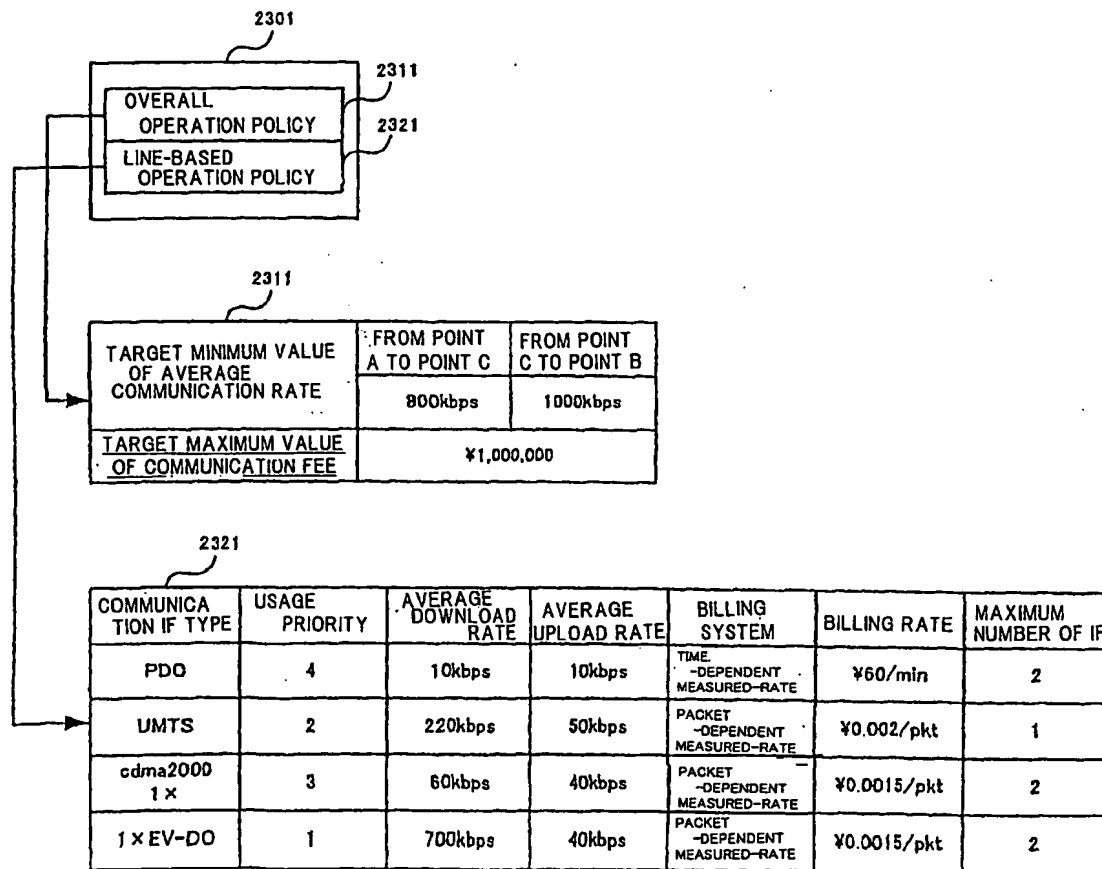 2301
2311
OVERALL
OPERATION POLICY
2321
LINE-BASED
OPERATION POLICY
2311
TARGET MINIMUM VALUE
OF AVERAGE
COMMUNICATION RATE
FROM POINT
A TO POINT C
FROM POINT
C TO POINT B
800kbps
1000kbps
TARGET MAXIMUM VALUE
OF COMMUNICATION FEE
¥1,000,000
2321
COMMUNICA
TION IF TYPE
USAGE
PRIORITY
AVERAGE
DOWNLOAD
RATE
AVERAGE
UPLOAD RATE
BILLING
SYSTEM
BILLING RATE
MAXIMUM
NUMBER OF IF
PDO
4
10kbps
10kbps
TIME
-DEPENDENT
MEASURED-RATE
¥60/min
2
UMTS
2
220kbps
50kbps
PACKET
-DEPENDENT
MEASURED-RATE
¥0.002/pkt
1
cdma2000
1×
3
60kbps
40kbps
PACKET
-DEPENDENT
MEASURED-RATE
¥0.0015/pkt
2
1×EV-DO
1
700kbps
40kbps
PACKET
-DEPENDENT
MEASURED-RATE
¥0.0015/pkt
2